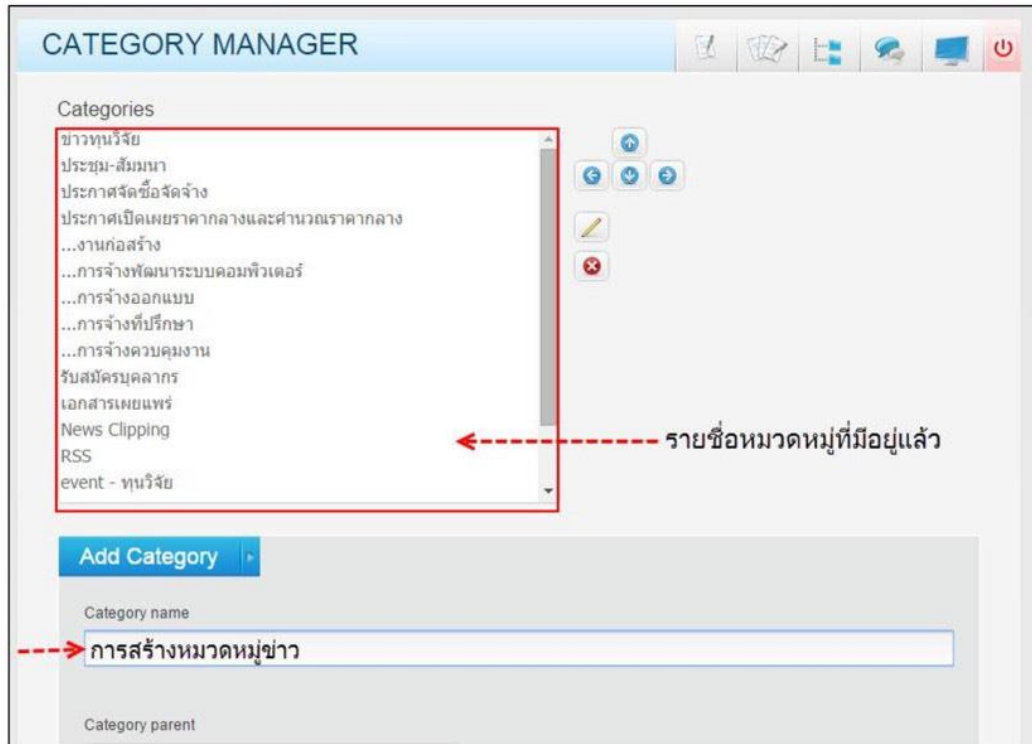 CATEGORY MANAGER
Categories
ข่าวทุนวิจัย
ประชุม-สัมมนา
ประกาศจัดซื้อจัดจ้าง
ประกาศเปิดเผยราคากลางและคำนวณราคากลาง
...งานก่อสร้าง
...การจ้างพัฒนาระบบคอมพิวเตอร์
...การจ้างออกแบบ
...การจ้างที่ปรึกษา
...การจ้างควบคุมงาน
รับสมัครบุคลากร
เอกสารเผยแพร่
News Clipping
รายชื่อหมวดหมู่ที่มีอยู่แล้ว
RSS
event - ทุนวิจัย
Add Category
Category name
การสร้างหมวดหมู่ข่าว
Category parent